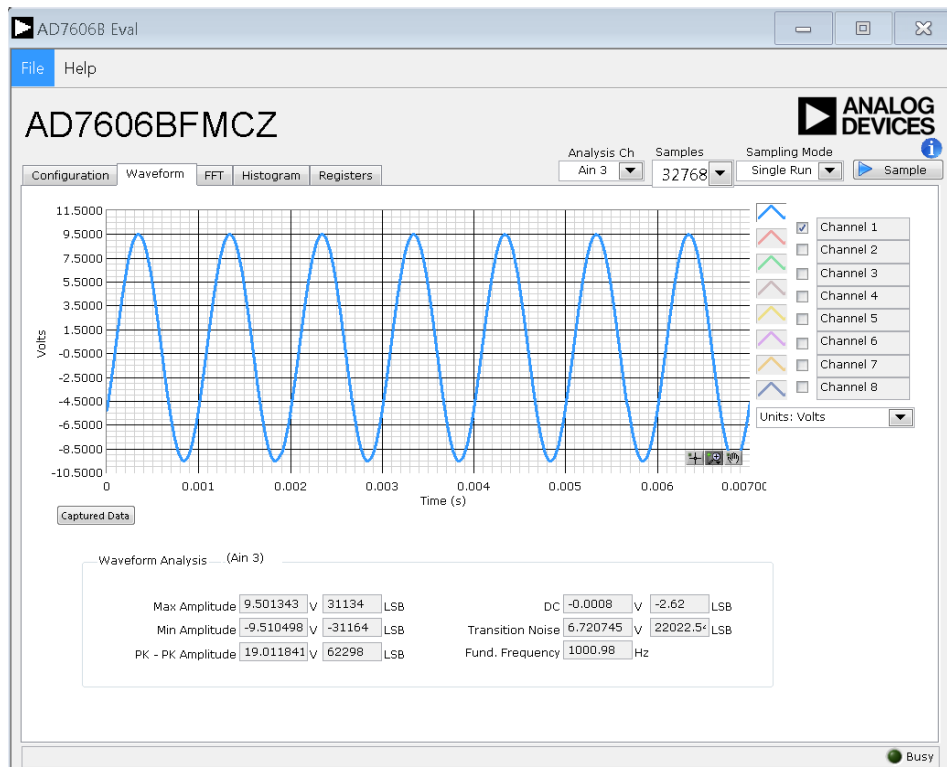 AD7606B Eval
File Help
AD7606BFMCZ
ANALOG
DEVICES
Analysis Ch Samples Sampling Mode
Configuration Waveform FFT Histogram Registers
Ain 3 32768 Single Run Sample
11.5000
9.5000
7.5000
5.5000
3.5000
1.5000
-0.5000
-2.5000
-4.5000
-6.5000
-8.5000
-10.5000
Volts
0 0.001 0.002 0.003 0.004 0.005 0.006 0.0070
Time (s)
Channel 1
Channel 2
Channel 3
Channel 4
Channel 5
Channel 6
Channel 7
Channel 8
Units: Volts
Captured Data
Waveform Analysis (Ain 3)
Max Amplitude 9.501343 V 31134 LSB
Min Amplitude -9.510498 V -31164 LSB
PK - PK Amplitude 19.011841 V 62298 LSB
DC -0.0008 V -2.62 LSB
Transition Noise 6.720745 V 22022.54 LSB
Fund. Frequency 1000.98 Hz
Busy